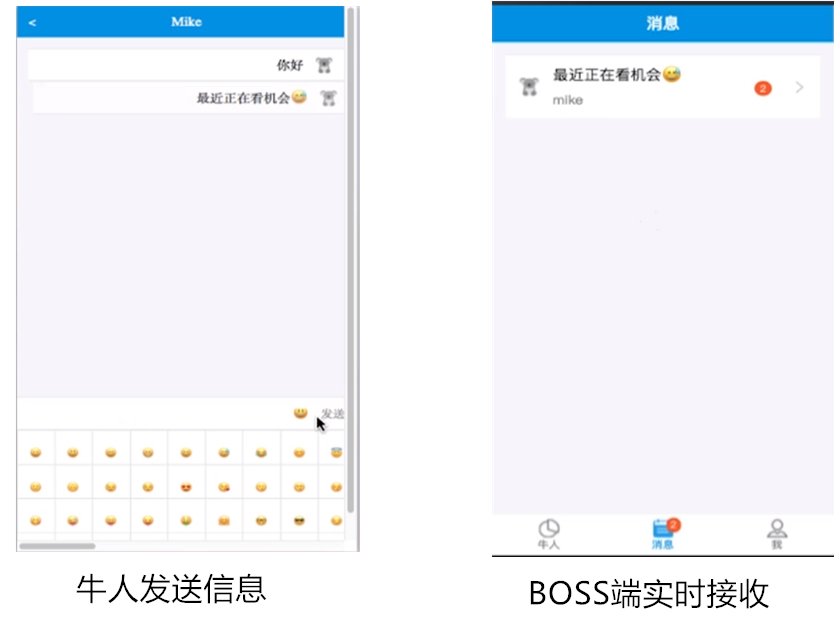 <
Mike
你好
最近正在看机会😅
😃
发送
牛人发送信息
消息
最近正在看机会😅
mike
2
>
牛人
消息
2
我
BOSS端实时接收